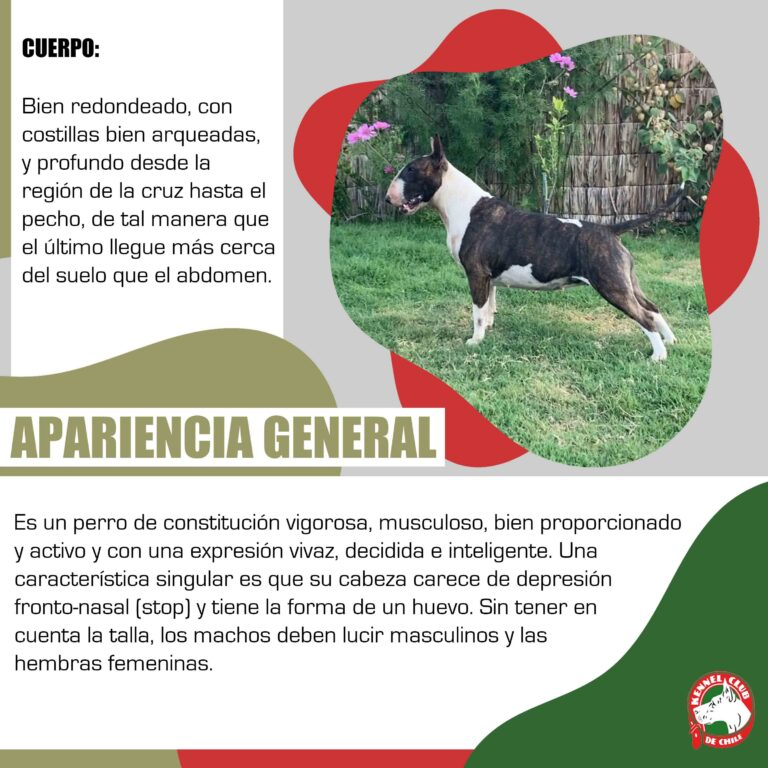 CUERPO:
Bien redondeado, con
costillas bien arqueadas,
y profundo desde la
región de la cruz hasta el
pecho, de tal manera que
el último llegue más cerca
del suelo que el abdomen.
APARIENCIA GENERAL
Es un perro de constitución vigorosa, musculoso, bien proporcionado
y activo y con una expresión vivaz, decidida e inteligente. Una
característica singular es que su cabeza carece de depresión
fronto-nasal (stop) y tiene la forma de un huevo. Sin tener en
cuenta la talla, los machos deben lucir masculinos y las
hembras femeninas.
KENNEL CLUB
DE CHILE